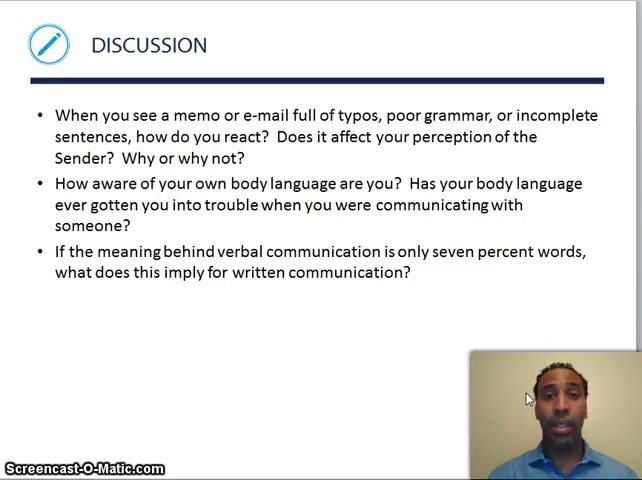 DISCUSSION
• When you see a memo or e-mail full of typos, poor grammar, or incomplete
sentences, how do you react? Does it affect your perception of the
Sender? Why or why not?
• How aware of your own body language are you? Has your body language
ever gotten you into trouble when you were communicating with
someone?
• If the meaning behind verbal communication is only seven percent words,
what does this imply for written communication?
Screencast-O-Matic.com